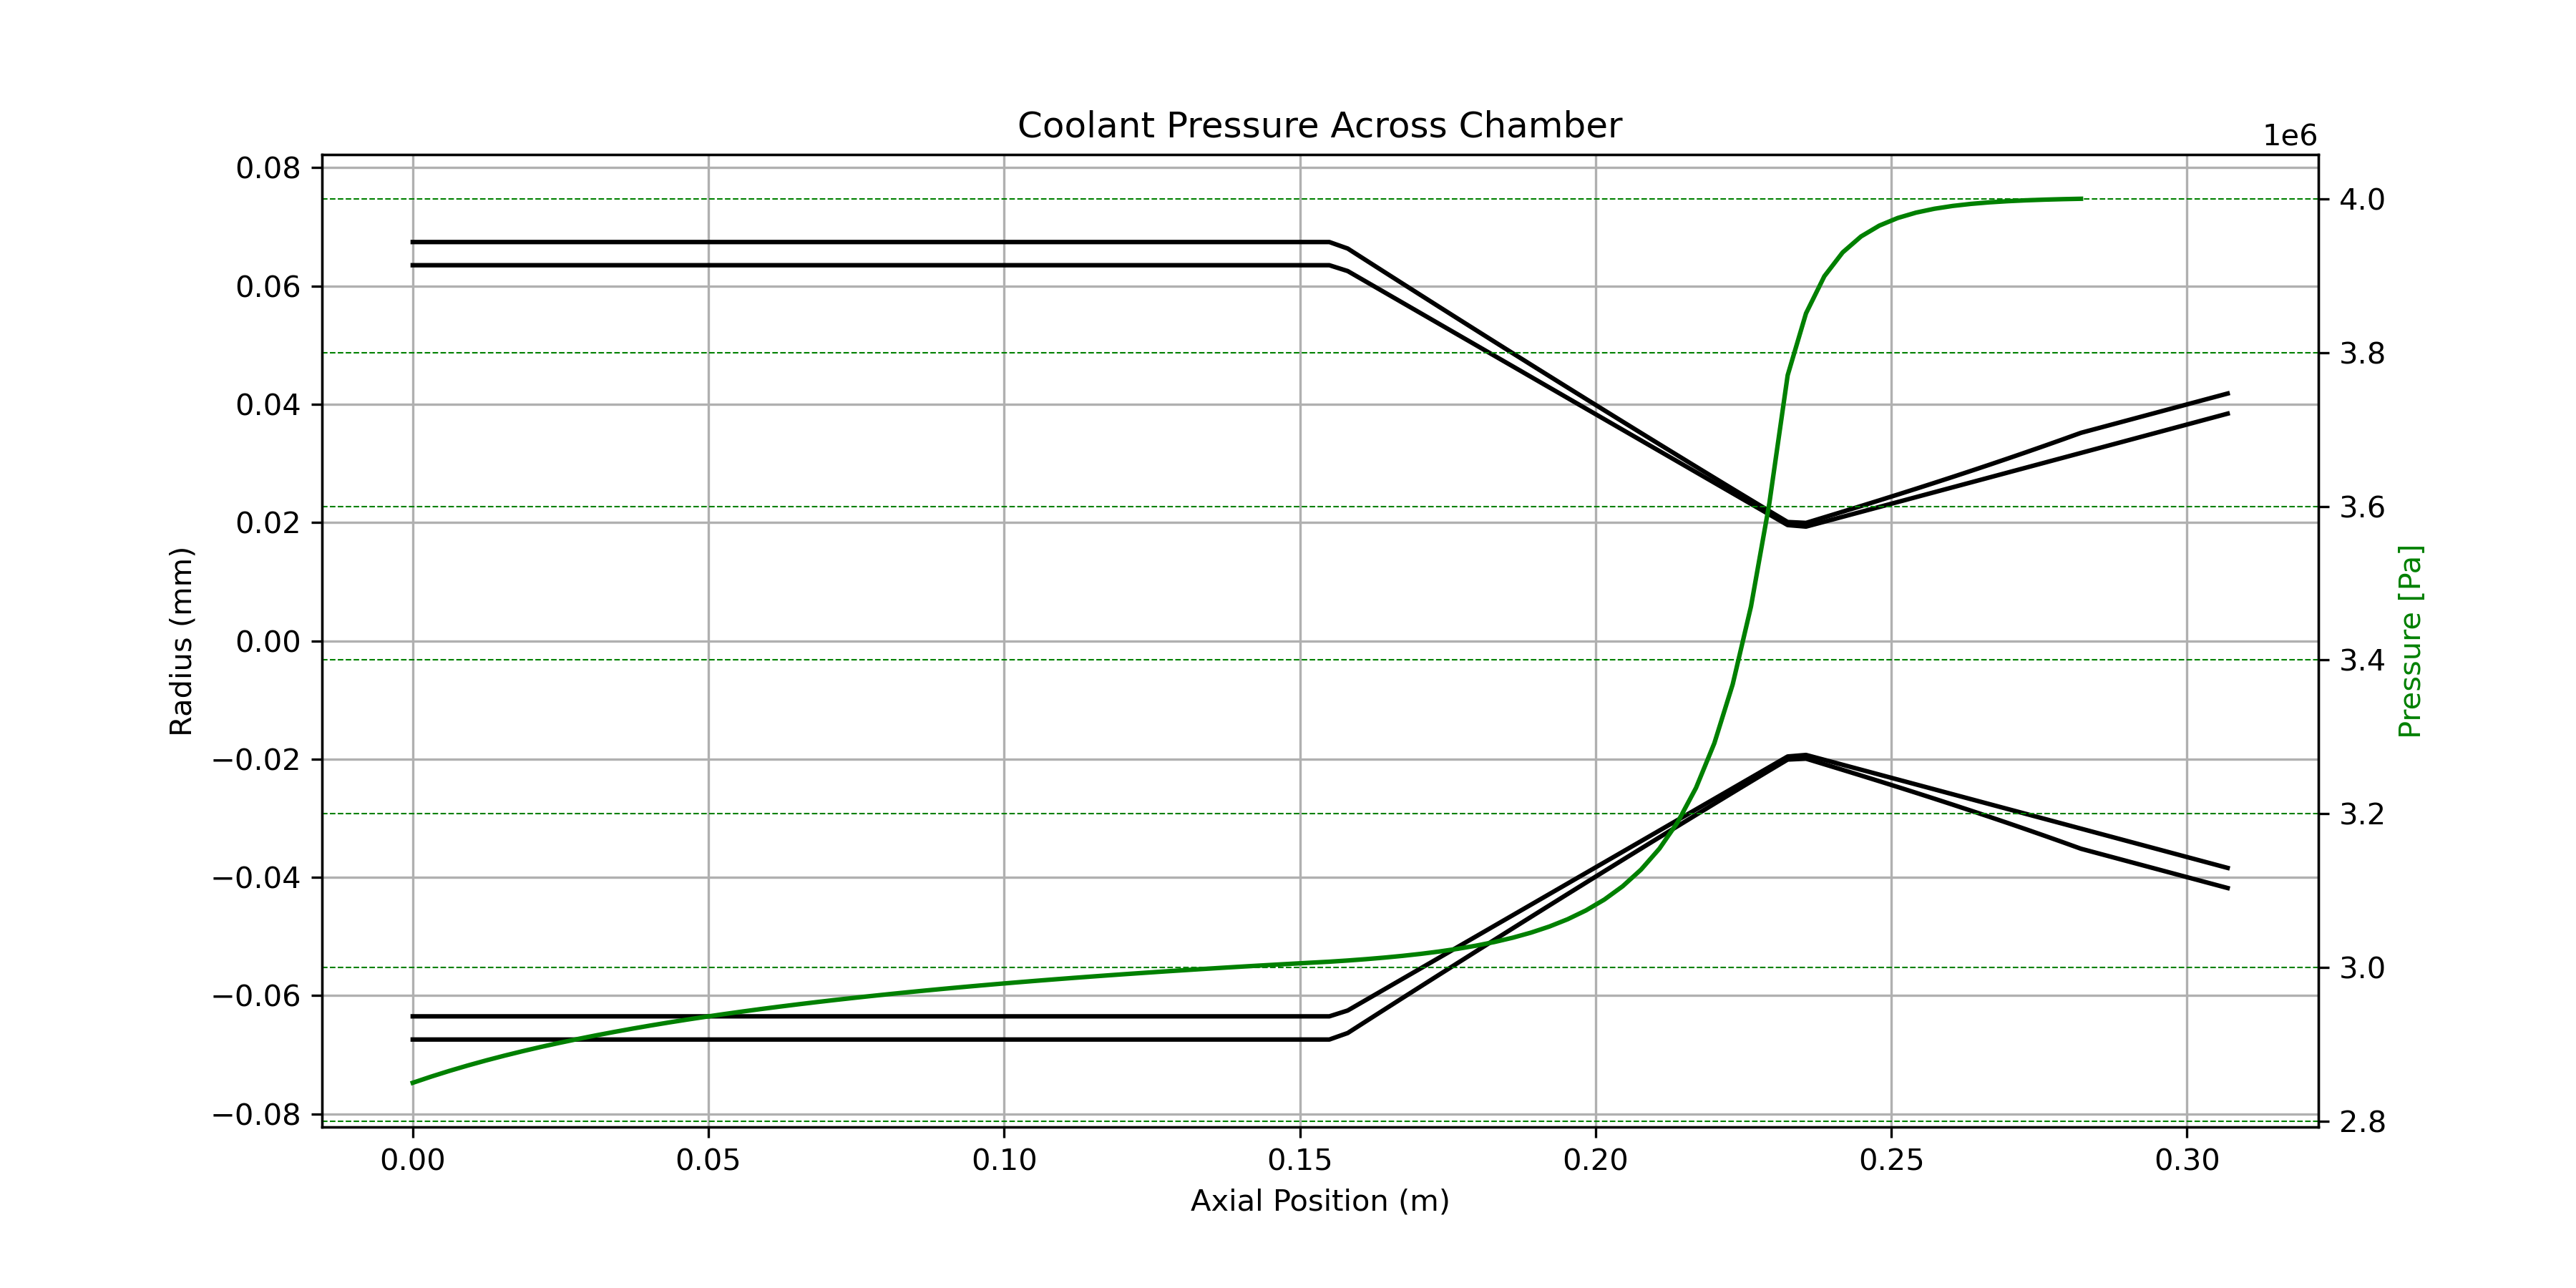 Coolant Pressure Across Chamber
1e6
0.08
0.06
0.04
0.02
0.00
−0.02
−0.04
−0.06
−0.08
Radius (mm)
4.0
3.8
3.6
3.4
3.2
3.0
2.8
Pressure [Pa]
0.00 0.05 0.10 0.15 0.20 0.25 0.30
Axial Position (m)